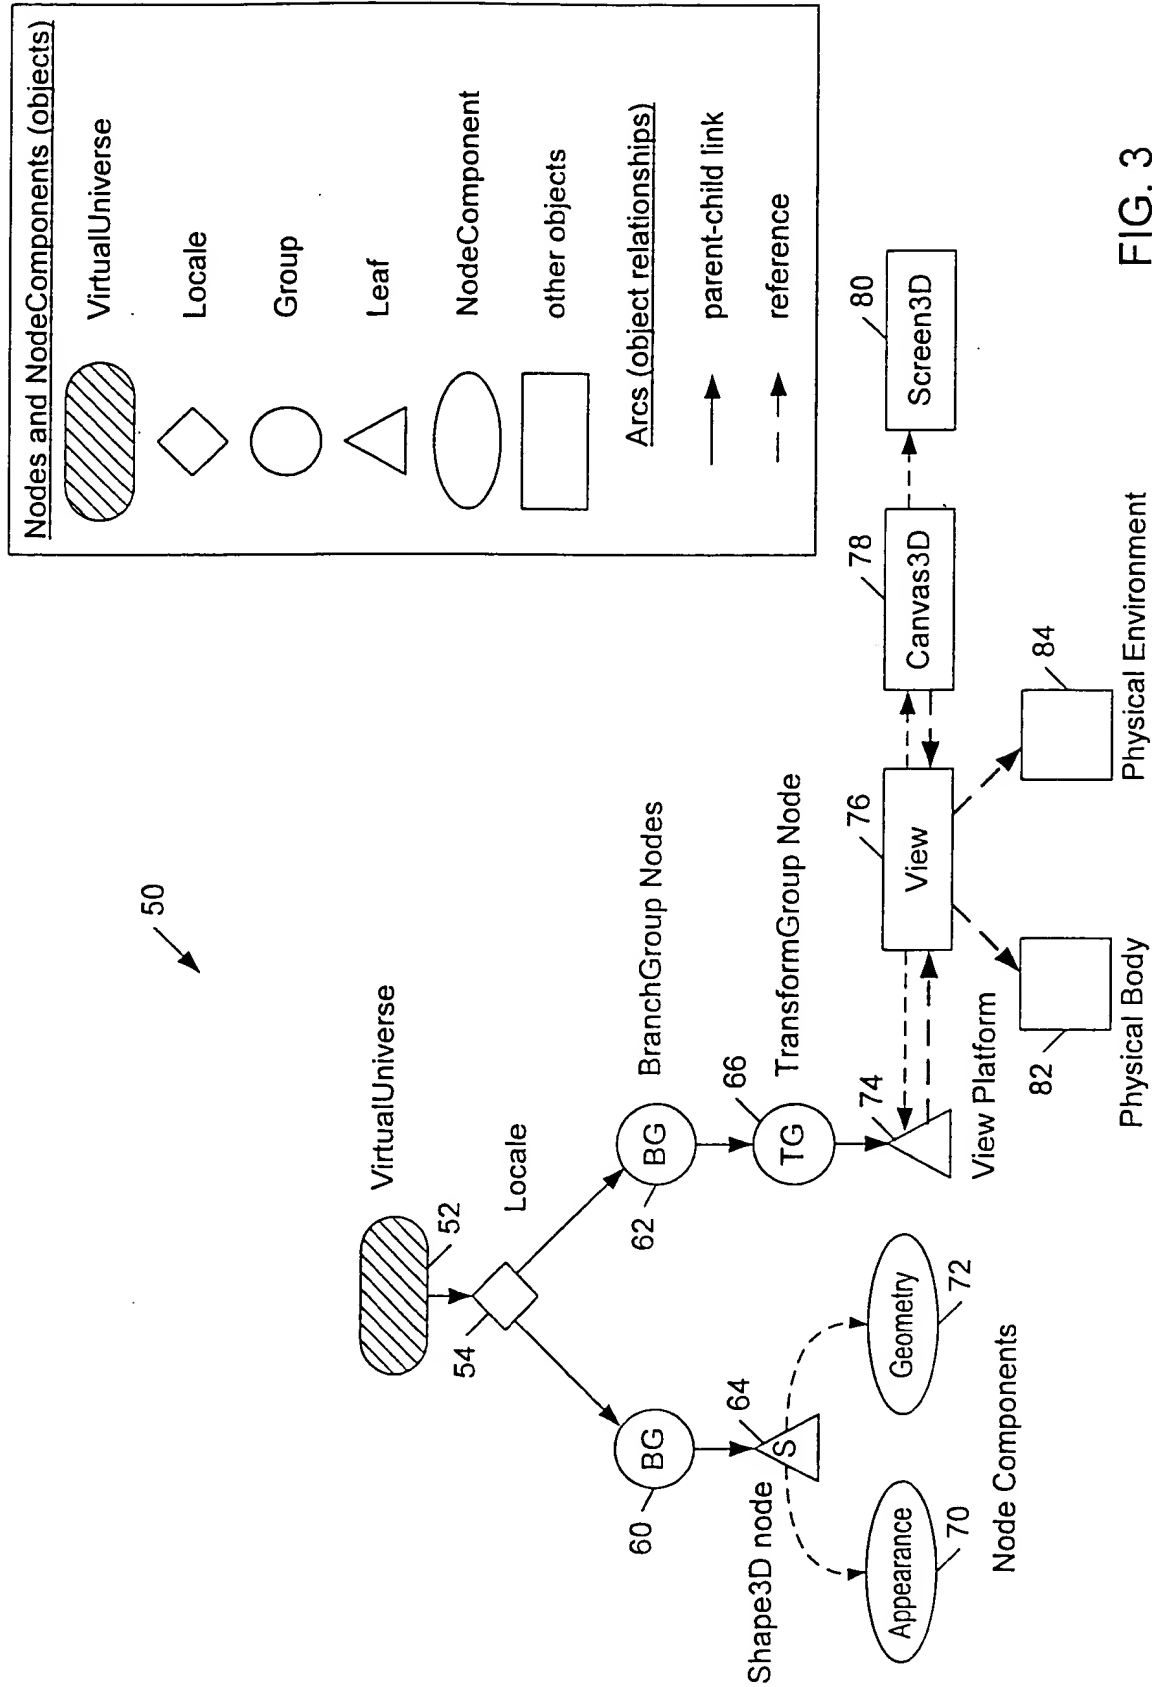 Nodes and NodeComponents (objects)
VirtualUniverse
Locale
Group
Leaf
NodeComponent
other objects
Arcs (object relationships)
parent-child link
reference
50
VirtualUniverse
52
Locale
54
BranchGroup Nodes
BG
60
BG
62
TransformGroup Node
Shape3D node
S
64
TG
66
Appearance
70
Geometry
72
Node Components
74
View Platform
View
76
Canvas3D
78
Screen3D
80
82
Physical Body
84
Physical Environment
FIG. 3